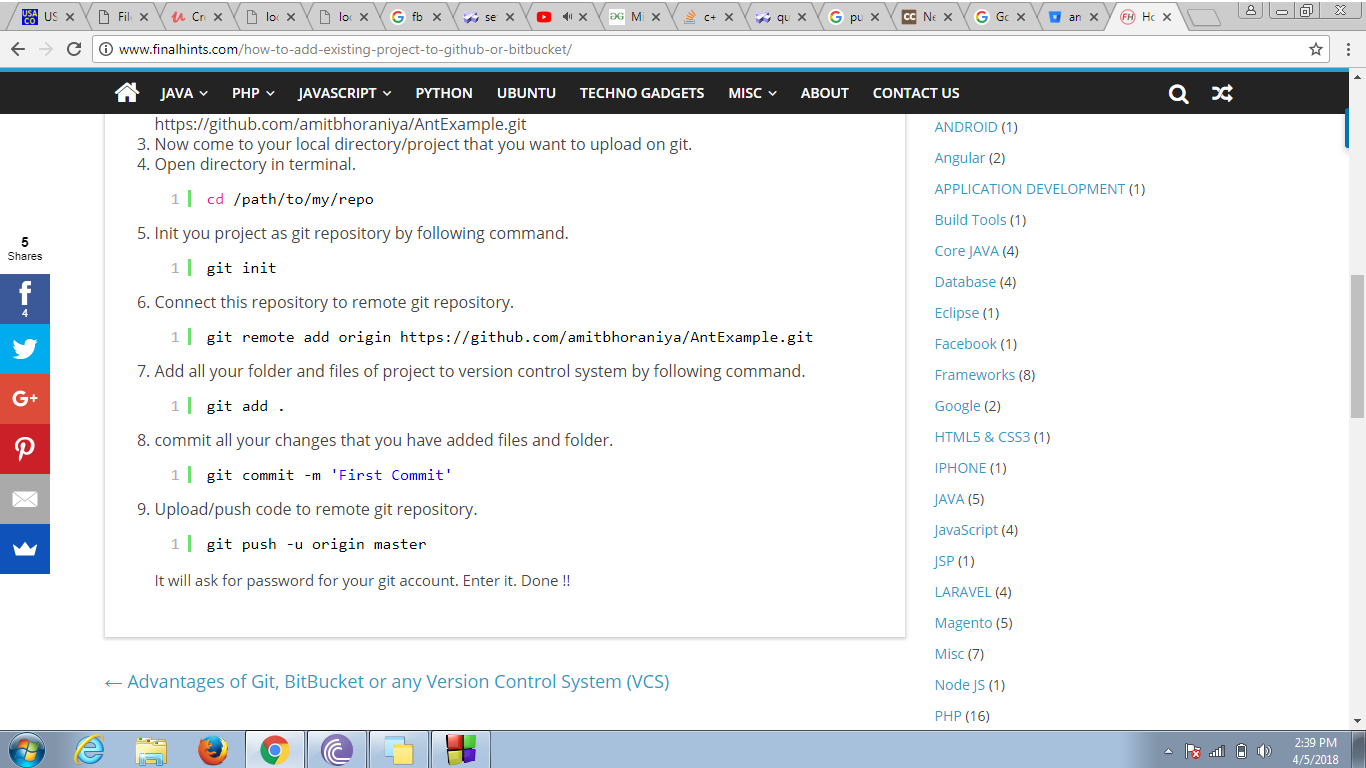 US
File
Cr
loc
loc
fb
se
Mi
c+
qu
pu
Ne
Go
an
Ho
www.finalhints.com/how-to-add-existing-project-to-github-or-bitbucket/
JAVA
PHP
JAVASCRIPT
PYTHON
UBUNTU
TECHNO GADGETS
MISC
ABOUT
CONTACT US
https://github.com/amitbhoraniya/AntExample.git
3. Now come to your local directory/project that you want to upload on git.
4. Open directory in terminal.
1 cd /path/to/my/repo
5. Init you project as git repository by following command.
1 git init
6. Connect this repository to remote git repository.
1 git remote add origin https://github.com/amitbhoraniya/AntExample.git
7. Add all your folder and files of project to version control system by following command.
1 git add .
8. commit all your changes that you have added files and folder.
1 git commit -m 'First Commit'
9. Upload/push code to remote git repository.
1 git push -u origin master
It will ask for password for your git account. Enter it. Done !!
← Advantages of Git, BitBucket or any Version Control System (VCS)
5
Shares
4
G+
ANDROID (1)
Angular (2)
APPLICATION DEVELOPMENT (1)
Build Tools (1)
Core JAVA (4)
Database (4)
Eclipse (1)
Facebook (1)
Frameworks (8)
Google (2)
HTML5 & CSS3 (1)
IPHONE (1)
JAVA (5)
JavaScript (4)
JSP (1)
LARAVEL (4)
Magento (5)
Misc (7)
Node JS (1)
PHP (16)
2:39 PM
4/5/2018